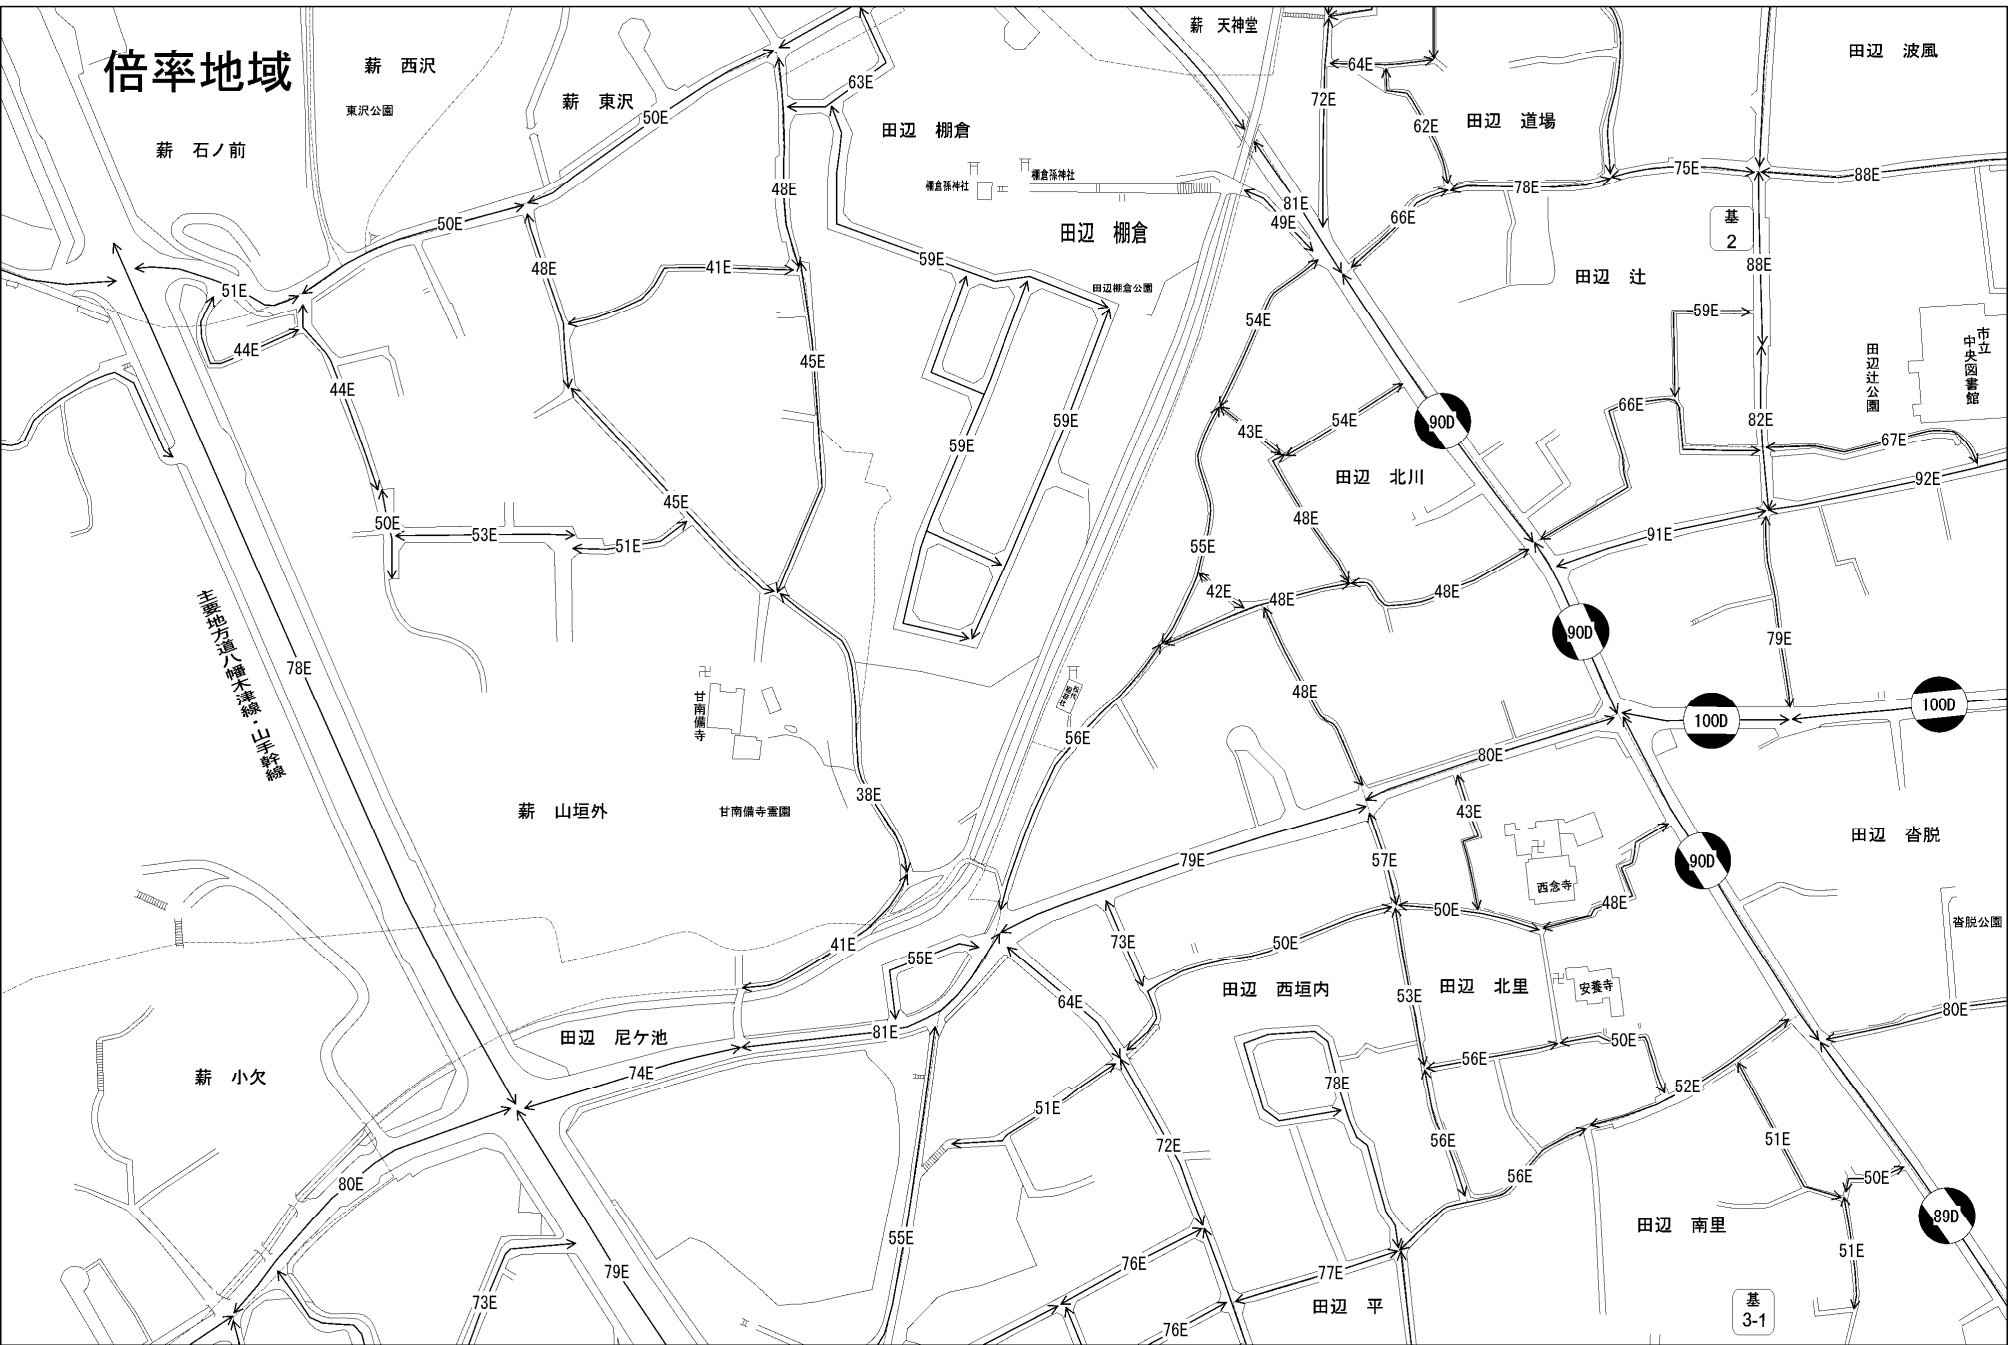 倍率地域
薪 西沢
東沢公園
薪 東沢
薪 石ノ前
50E
63E
田辺 棚倉
薪 天神堂
64E
72E
62E
田辺 道場
田辺 波風
棚倉孫神社
棚倉孫神社
48E
81E
49E
66E
78E
75E
88E
基
2
50E
田辺 棚倉
51E
48E
41E
59E
田辺棚倉公園
54E
田辺 辻
88E
59E
市立
中央図書館
田辺辻公園
44E
44E
45E
59E
59E
43E
54E
90D
66E
82E
67E
田辺 北川
92E
45E
50E
53E
51E
48E
55E
91E
42E
48E
48E
90D
79E
主要地方道八幡木津線・山手幹線
78E
甘南備寺
48E
56E
100D
100D
80E
38E
薪 山垣外
甘南備寺霊園
43E
田辺 沓脱
79E
57E
90D
西念寺
48E
50E
沓脱公園
41E
55E
73E
50E
田辺 西垣内
田辺 北里
安養寺
64E
53E
80E
田辺 尼ケ池
81E
50E
56E
薪 小欠
74E
78E
52E
51E
72E
56E
51E
80E
56E
50E
55E
田辺 南里
89D
51E
79E
76E
77E
73E
田辺 平
基
3-1
76E